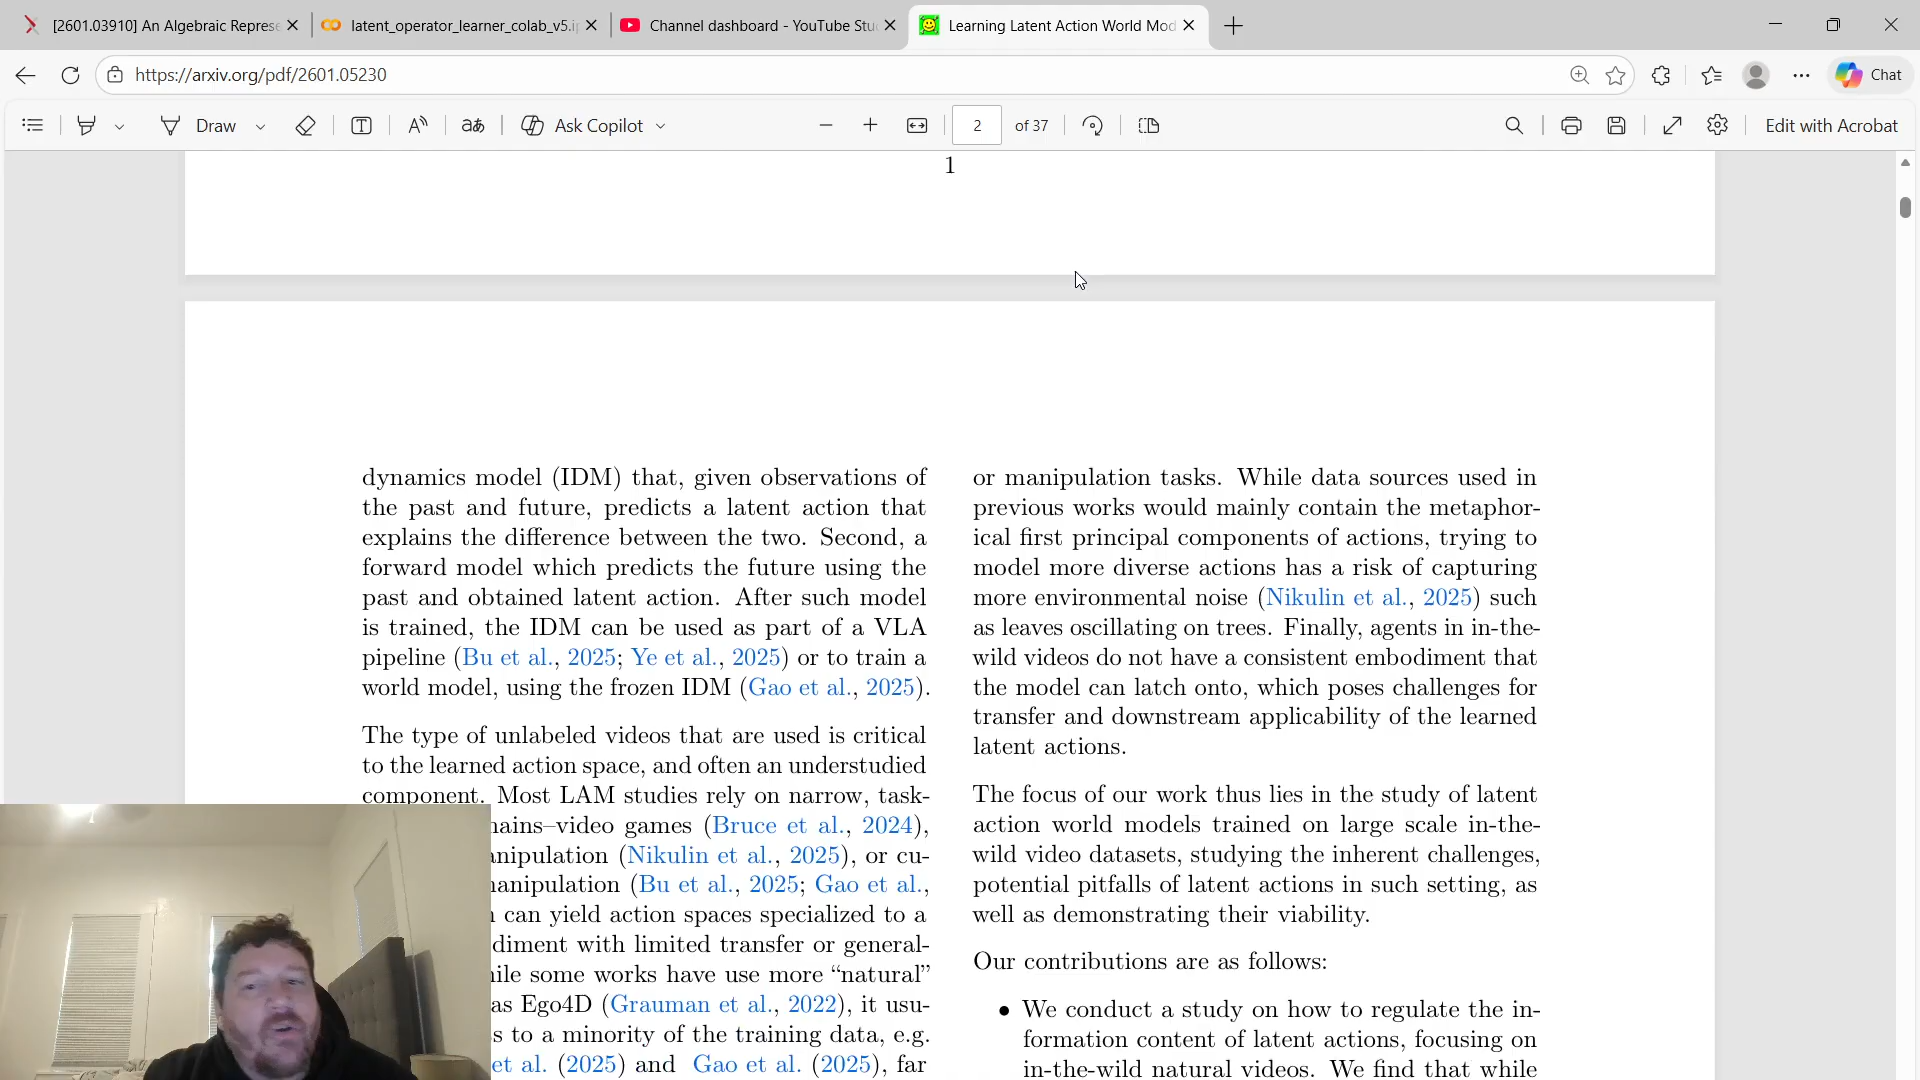 [2601.03910] An Algebraic Represe
latent_operator_learner_colab_v5.i
Channel dashboard - YouTube Stu
Learning Latent Action World Mod
https://arxiv.org/pdf/2601.05230
Chat
Draw
aあ
Ask Copilot
2
of 37
Edit with Acrobat
1
dynamics model (IDM) that, given observations of
the past and future, predicts a latent action that
explains the difference between the two. Second, a
forward model which predicts the future using the
past and obtained latent action. After such model
is trained, the IDM can be used as part of a VLA
pipeline (Bu et al., 2025; Ye et al., 2025) or to train a
world model, using the frozen IDM (Gao et al., 2025).
The type of unlabeled videos that are used is critical
to the learned action space, and often an understudied
component. Most LAM studies rely on narrow, task-
ains–video games (Bruce et al., 2024),
anipulation (Nikulin et al., 2025), or cu-
anipulation (Bu et al., 2025; Gao et al.,
can yield action spaces specialized to a
diment with limited transfer or general-
ile some works have use more “natural”
as Ego4D (Grauman et al., 2022), it usu-
s to a minority of the training data, e.g.
et al. (2025) and Gao et al. (2025), far
or manipulation tasks. While data sources used in
previous works would mainly contain the metaphor-
ical first principal components of actions, trying to
model more diverse actions has a risk of capturing
more environmental noise (Nikulin et al., 2025) such
as leaves oscillating on trees. Finally, agents in in-the-
wild videos do not have a consistent embodiment that
the model can latch onto, which poses challenges for
transfer and downstream applicability of the learned
latent actions.
The focus of our work thus lies in the study of latent
action world models trained on large scale in-the-
wild video datasets, studying the inherent challenges,
potential pitfalls of latent actions in such setting, as
well as demonstrating their viability.
Our contributions are as follows:
• We conduct a study on how to regulate the in-
formation content of latent actions, focusing on
in-the-wild natural videos. We find that while